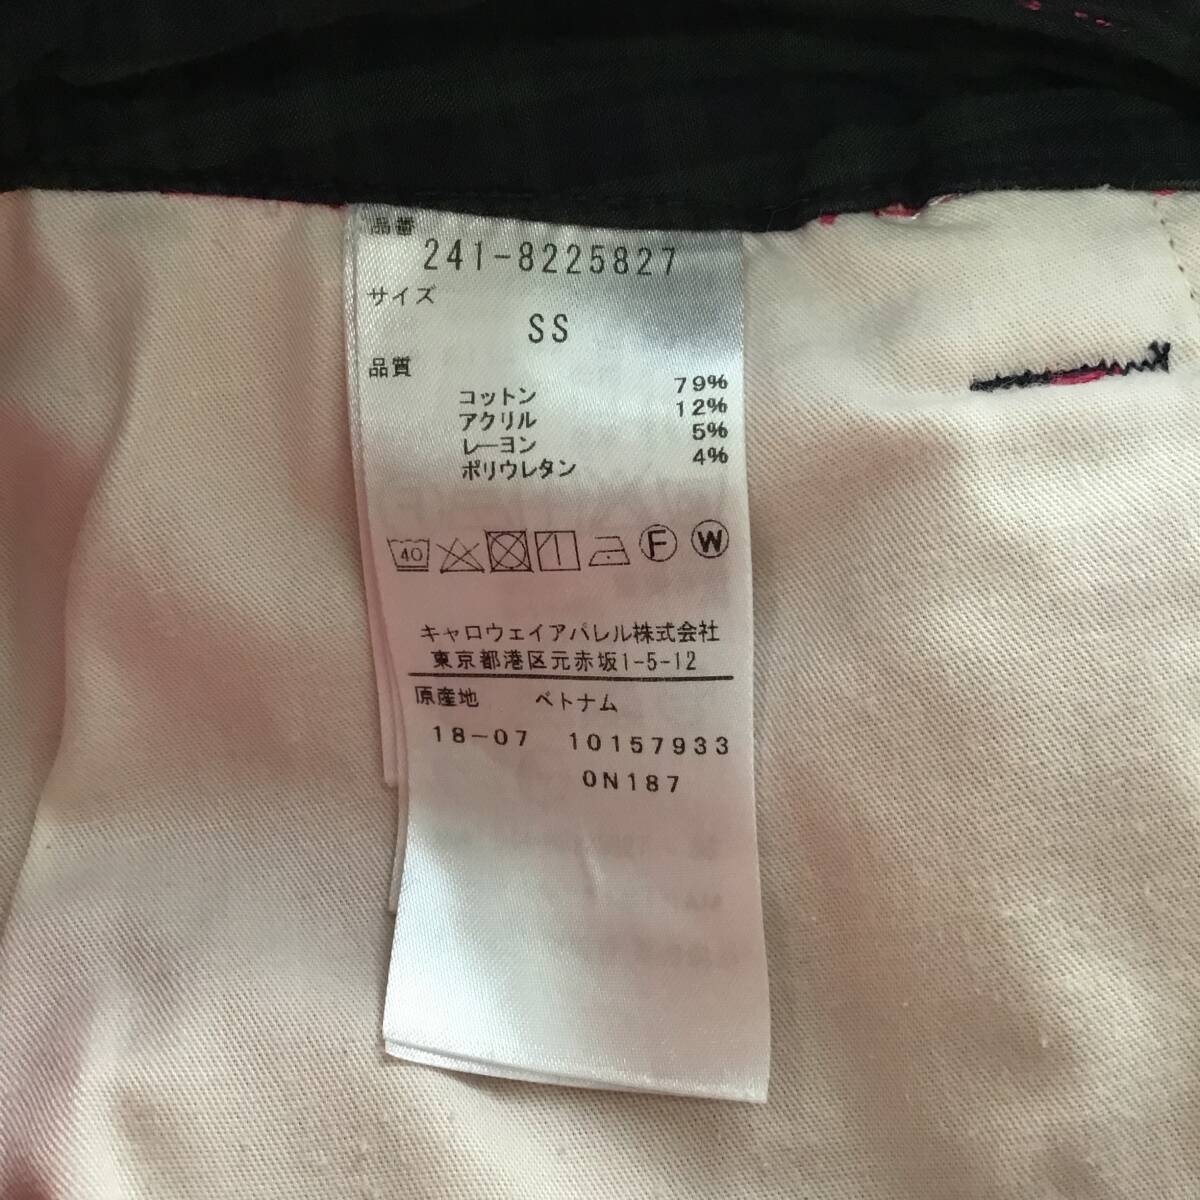 品番
241-8225827
サイズ
SS
品質
コットン 79%
アクリル 12%
レーヨン 5%
ポリウレタン 4%
40 F W
キャロウェイアパレル株式会社
東京都港区元赤坂1-5-12
原産地 ベトナム
18-07 10157933
0N187